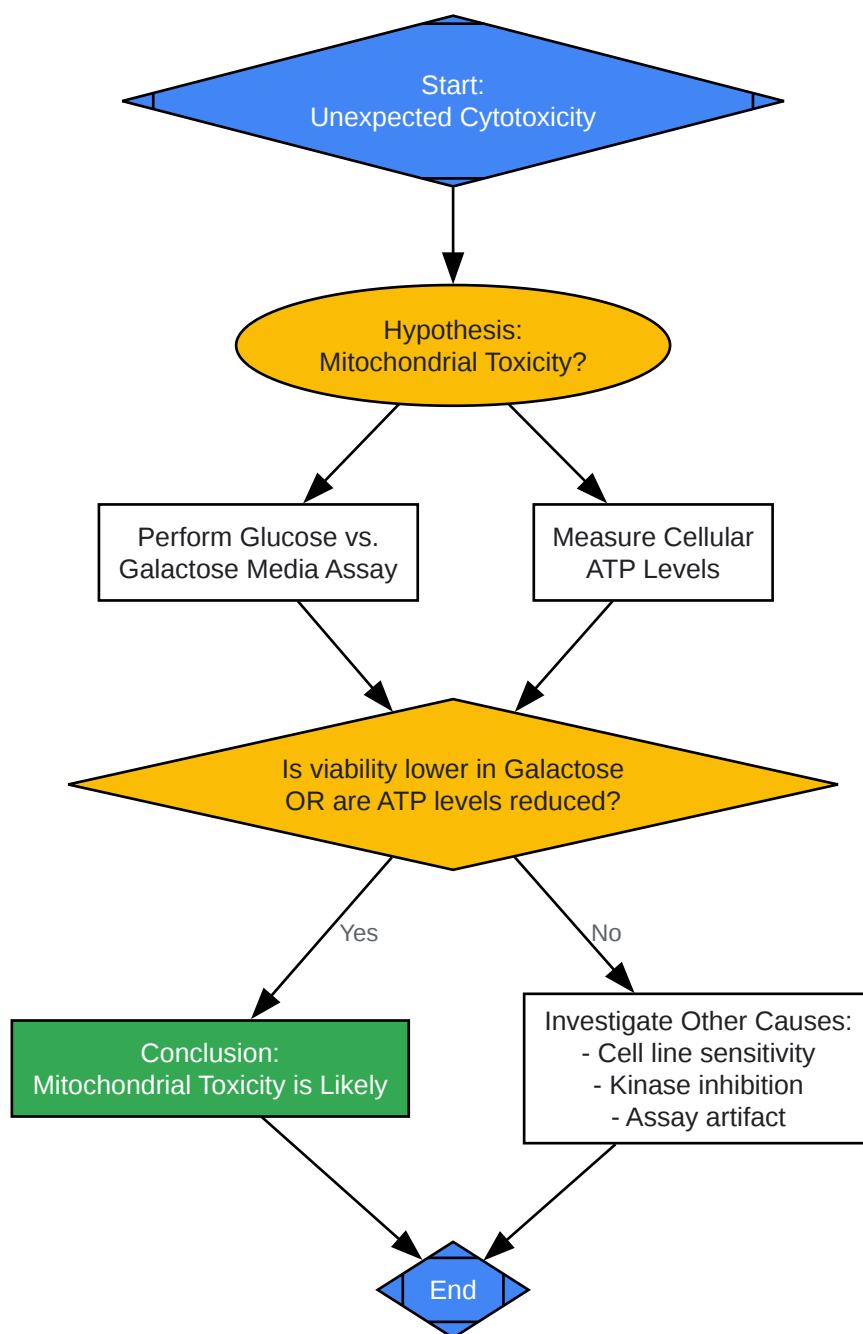 Start:
Unexpected Cytotoxicity
Hypothesis:
Mitochondrial Toxicity?
Perform Glucose vs.
Galactose Media Assay
Measure Cellular
ATP Levels
Is viability lower in Galactose
OR are ATP levels reduced?
Yes
No
Conclusion:
Mitochondrial Toxicity is Likely
Investigate Other Causes:
- Cell line sensitivity
- Kinase inhibition
- Assay artifact
End